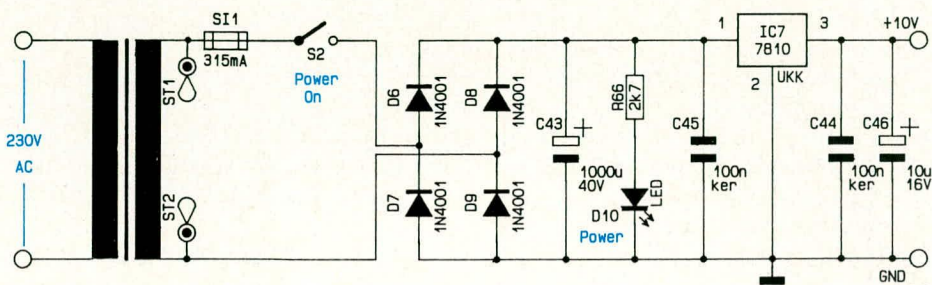 SI1
315mA
S2
Power
On
ST1
ST2
230V
AC
D6
1N4001
D8
1N4001
D7
1N4001
D9
1N4001
C43
1000u
40V
R66
2k7
D10
LED
Power
C45
100n
ker
1
IC7
7810
3
UKK
2
C44
100n
ker
C46
10u
16V
+10V
GND
+
+